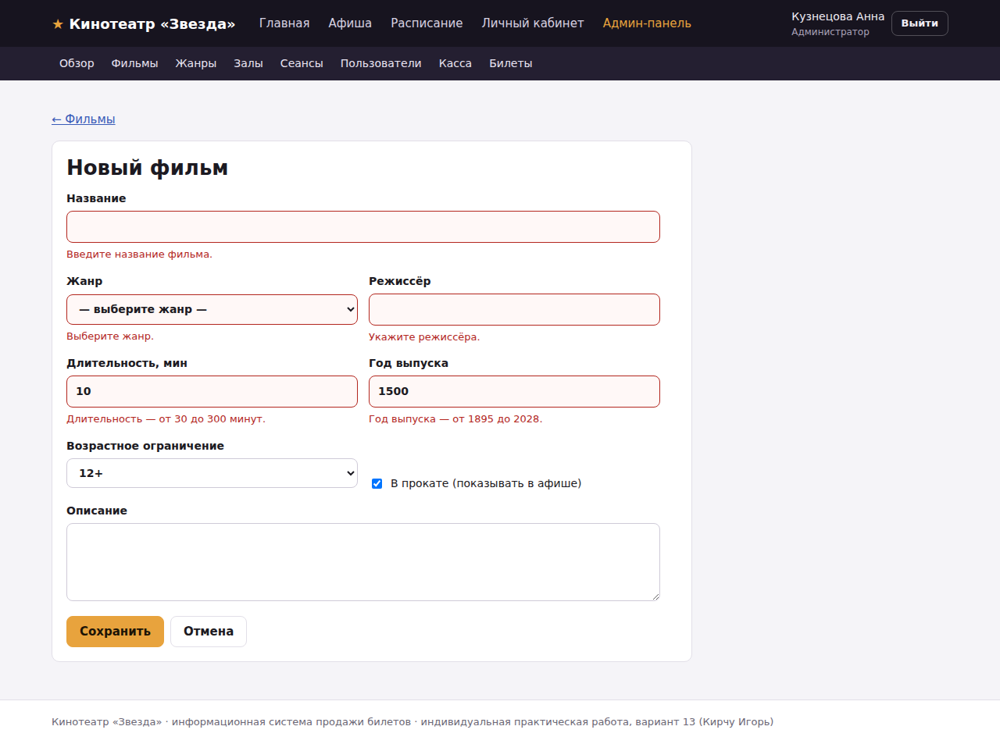 ★ Кинотеатр «Звезда» Главная Афиша Расписание Личный кабинет Админ-панель Кузнецова Анна Администратор Выйти
Обзор Фильмы Жанры Залы Сеансы Пользователи Касса Билеты
← Фильмы
Новый фильм
Название
Введите название фильма.
Жанр Режиссёр
— выберите жанр —
Выберите жанр. Укажите режиссёра.
Длительность, мин Год выпуска
10 1500
Длительность — от 30 до 300 минут. Год выпуска — от 1895 до 2028.
Возрастное ограничение
12+ В прокате (показывать в афише)
Описание
Сохранить Отмена
Кинотеатр «Звезда» · информационная система продажи билетов · индивидуальная практическая работа, вариант 13 (Кирчу Игорь)